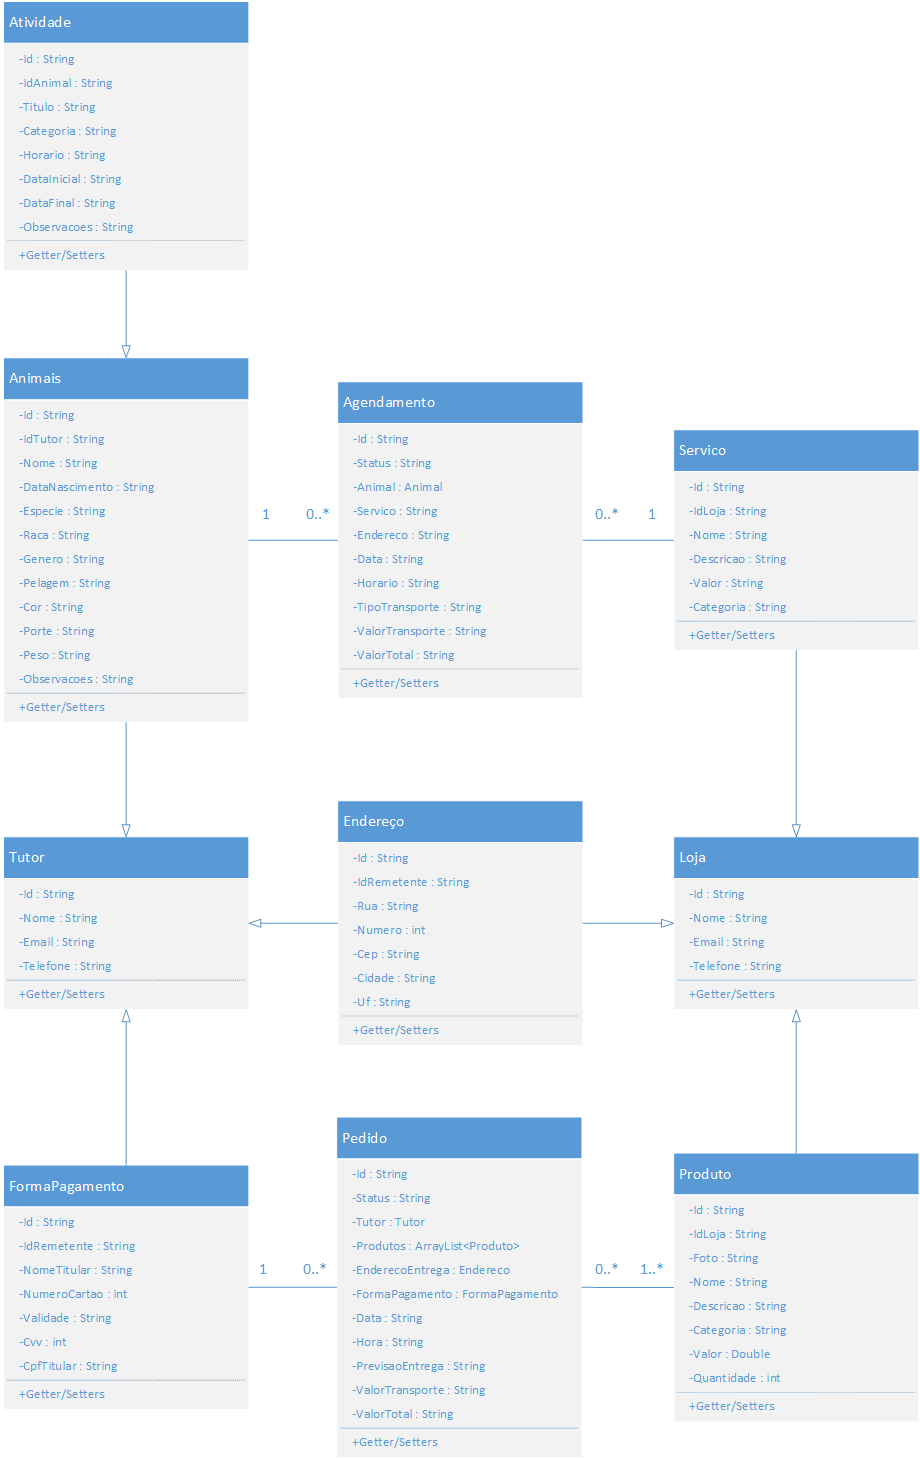 Atividade
-Id : String
-IdAnimal : String
-Titulo : String
-Categoria : String
-Horario : String
-DataInicial : String
-DataFinal : String
-Observacoes : String
+Getter/Setters
Animais
-Id : String
-IdTutor : String
-Nome : String
-DataNascimento : String
-Especie : String
-Raca : String
-Genero : String
-Pelagem : String
-Cor : String
-Porte : String
-Peso : String
-Observacoes : String
+Getter/Setters
1 0..*
Agendamento
-Id : String
-Status : String
-Animal : Animal
-Servico : String
-Endereco : String
-Data : String
-Horario : String
-TipoTransporte : String
-ValorTransporte : String
-ValorTotal : String
+Getter/Setters
0..* 1
Servico
-Id : String
-IdLoja : String
-Nome : String
-Descricao : String
-Valor : String
-Categoria : String
+Getter/Setters
Tutor
-Id : String
-Nome : String
-Email : String
-Telefone : String
+Getter/Setters
Endereço
-Id : String
-IdRemetente : String
-Rua : String
-Numero : int
-Cep : String
-Cidade : String
-Uf : String
+Getter/Setters
Loja
-Id : String
-Nome : String
-Email : String
-Telefone : String
+Getter/Setters
FormaPagamento
-Id : String
-IdRemetente : String
-NomeTitular : String
-NumeroCartao : int
-Validade : String
-Cvv : int
-CpfTitular : String
+Getter/Setters
1 0..*
Pedido
-Id : String
-Status : String
-Tutor : Tutor
-Produtos : ArrayList<Produto>
-EnderecoEntrega : Endereco
-FormaPagamento : FormaPagamento
-Data : String
-Hora : String
-PrevisaoEntrega : String
-ValorTransporte : String
-ValorTotal : String
+Getter/Setters
0..* 1..*
Produto
-Id : String
-IdLoja : String
-Foto : String
-Nome : String
-Descricao : String
-Categoria : String
-Valor : Double
-Quantidade : int
+Getter/Setters